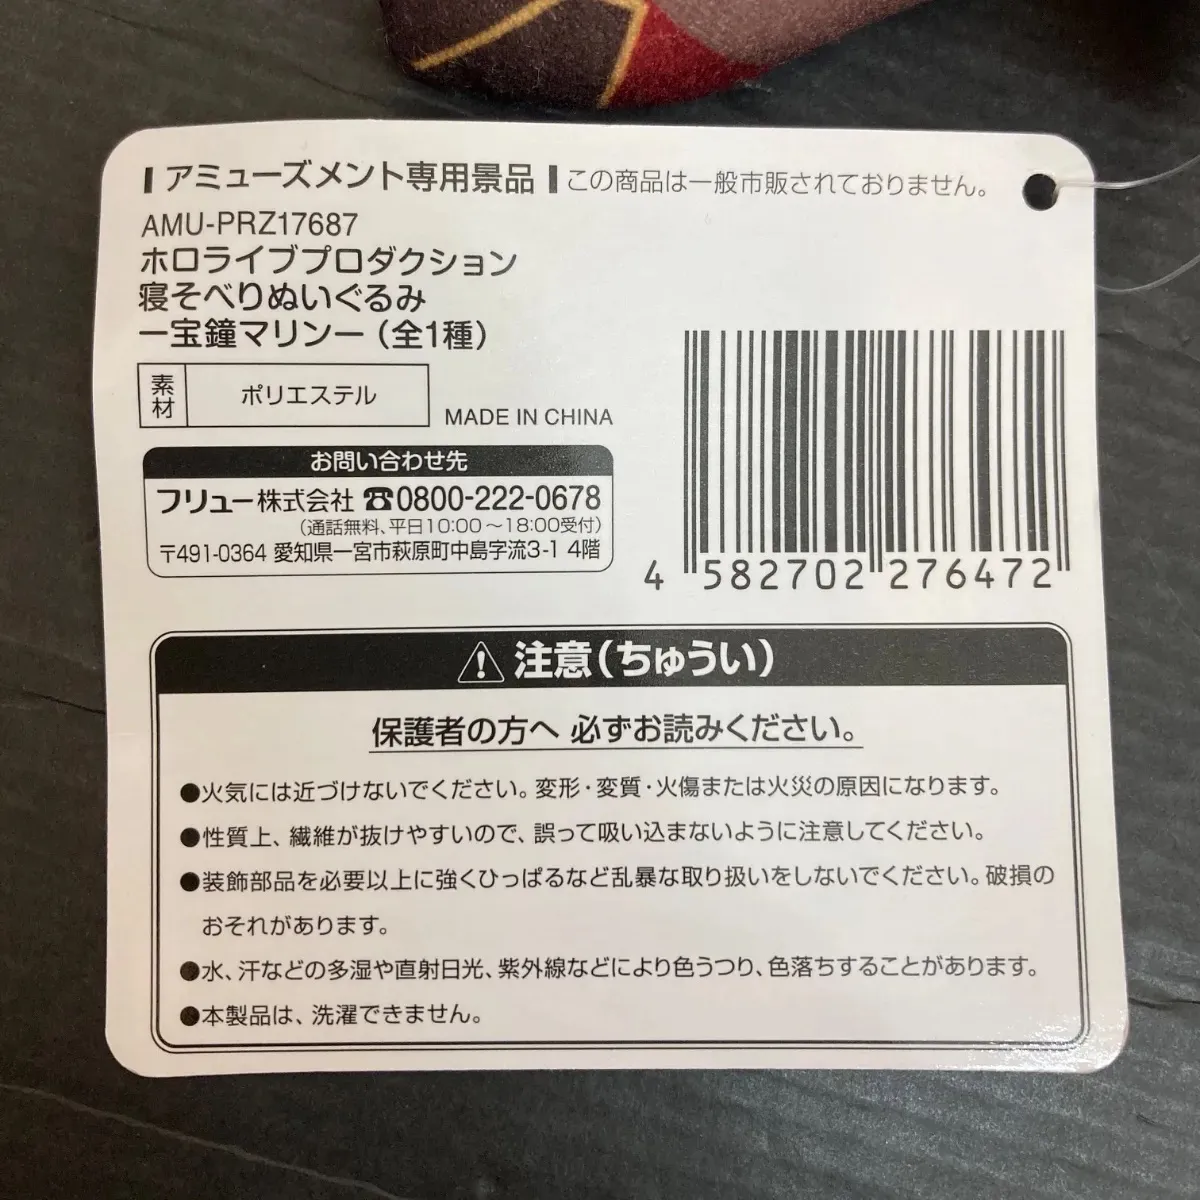 アミューズメント専用景品 この商品は一般市販されておりません。
AMU-PRZ17687
ホロライブプロダクション
寝そべりぬいぐるみ
ー宝鐘マリンー(全1種)
素材 ポリエステル
MADE IN CHINA
お問い合わせ先
フリュー株式会社 ☎0800-222-0678
(通話無料、平日10:00～18:00受付)
〒491-0364 愛知県一宮市萩原町中島字流3-1 4階
4 582702 276472
⚠ 注意(ちゅうい)
保護者の方へ 必ずお読みください。
●火気には近づけないでください。変形・変質・火傷または火災の原因になります。
●性質上、繊維が抜けやすいので、誤って吸い込まないように注意してください。
●装飾部品を必要以上に強くひっぱるなど乱暴な取り扱いをしないでください。破損の
おそれがあります。
●水、汗などの多湿や直射日光、紫外線などにより色うつり、色落ちすることがあります。
●本製品は、洗濯できません。